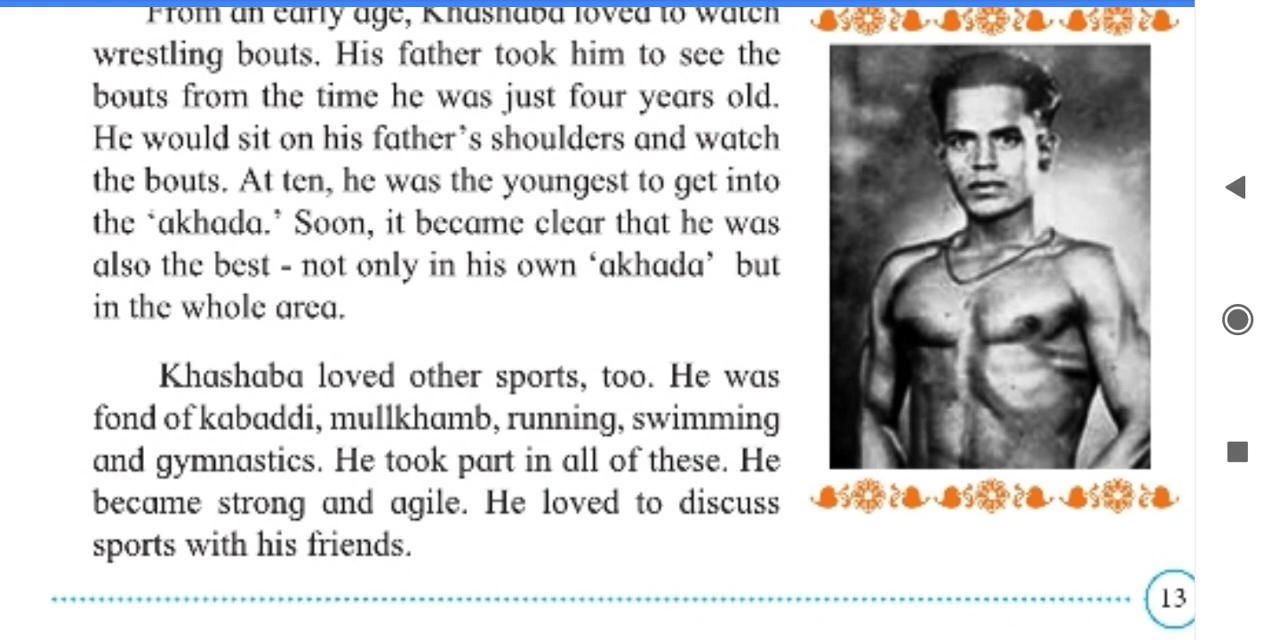 From an early age, Khashaba loved to watch
wrestling bouts. His father took him to see the
bouts from the time he was just four years old.
He would sit on his father’s shoulders and watch
the bouts. At ten, he was the youngest to get into
the ‘akhada.’ Soon, it became clear that he was
also the best - not only in his own ‘akhada’ but
in the whole area.
Khashaba loved other sports, too. He was
fond of kabaddi, mullkhamb, running, swimming
and gymnastics. He took part in all of these. He
became strong and agile. He loved to discuss
sports with his friends.
13